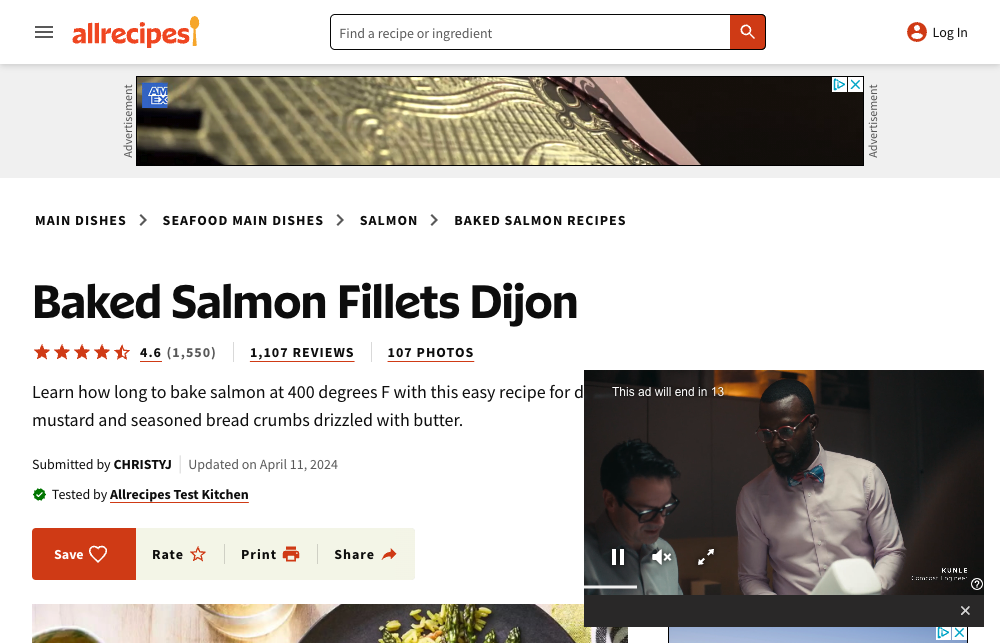 allrecipes
Find a recipe or ingredient
Log In
Advertisement
AM
EX
Advertisement
MAIN DISHES
SEAFOOD MAIN DISHES
SALMON
BAKED SALMON RECIPES
Baked Salmon Fillets Dijon
4.6 (1,550)
1,107 REVIEWS
107 PHOTOS
Learn how long to bake salmon at 400 degrees F with this easy recipe for d
mustard and seasoned bread crumbs drizzled with butter.
Submitted by CHRISTYJ
Updated on April 11, 2024
Tested by Allrecipes Test Kitchen
Save
Rate
Print
Share
This ad will end in 13
KUNLE
Comcast Engineer